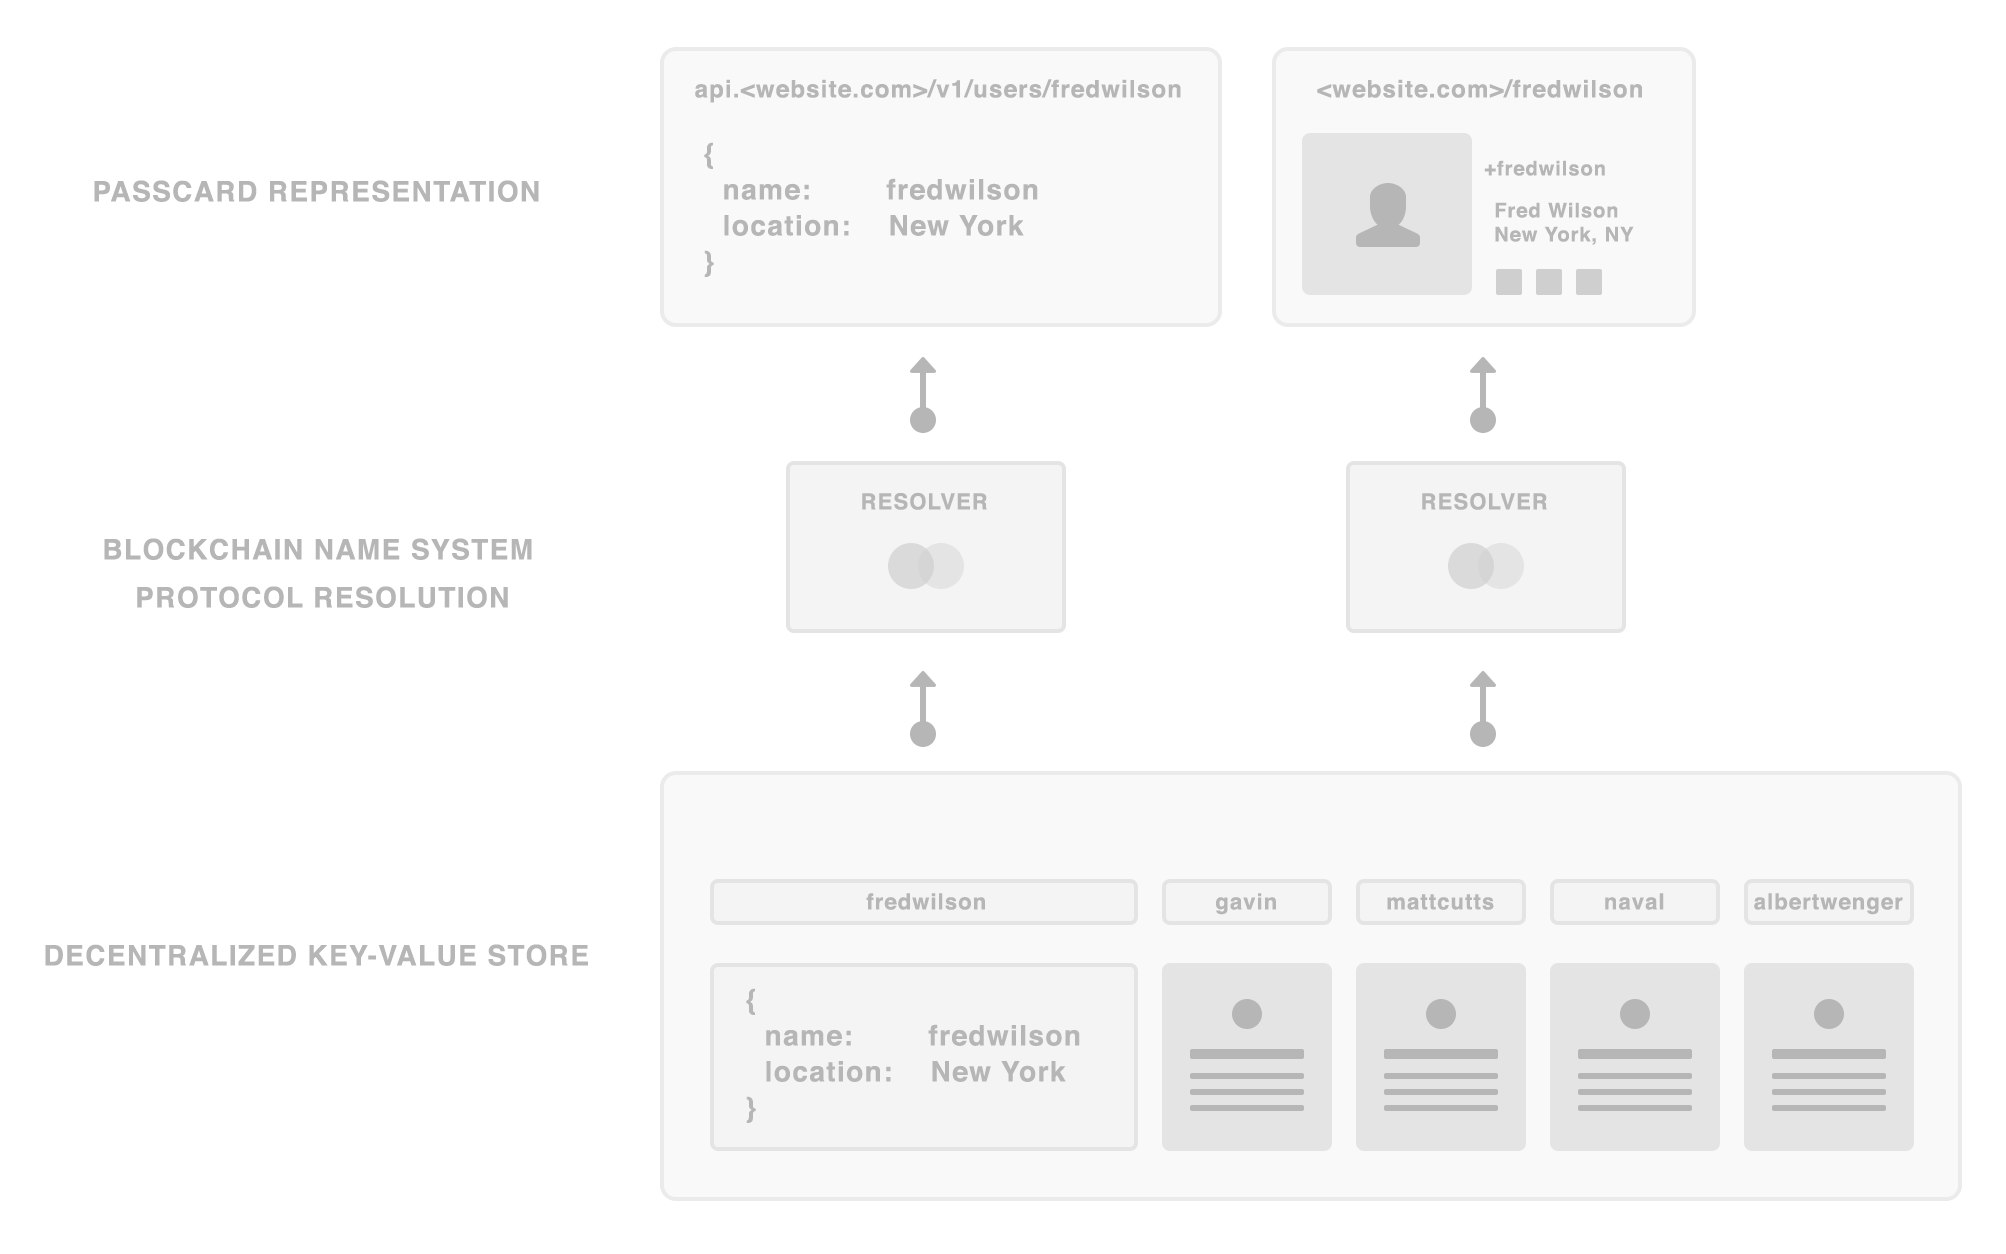 api.<website.com>/v1/users/fredwilson
{
name: fredwilson
location: New York
}
<website.com>/fredwilson
+fredwilson
Fred Wilson
New York, NY
PASSCARD REPRESENTATION
RESOLVER
RESOLVER
BLOCKCHAIN NAME SYSTEM
PROTOCOL RESOLUTION
fredwilson
gavin
mattcutts
naval
albertwenger
DECENTRALIZED KEY-VALUE STORE
{
name: fredwilson
location: New York
}